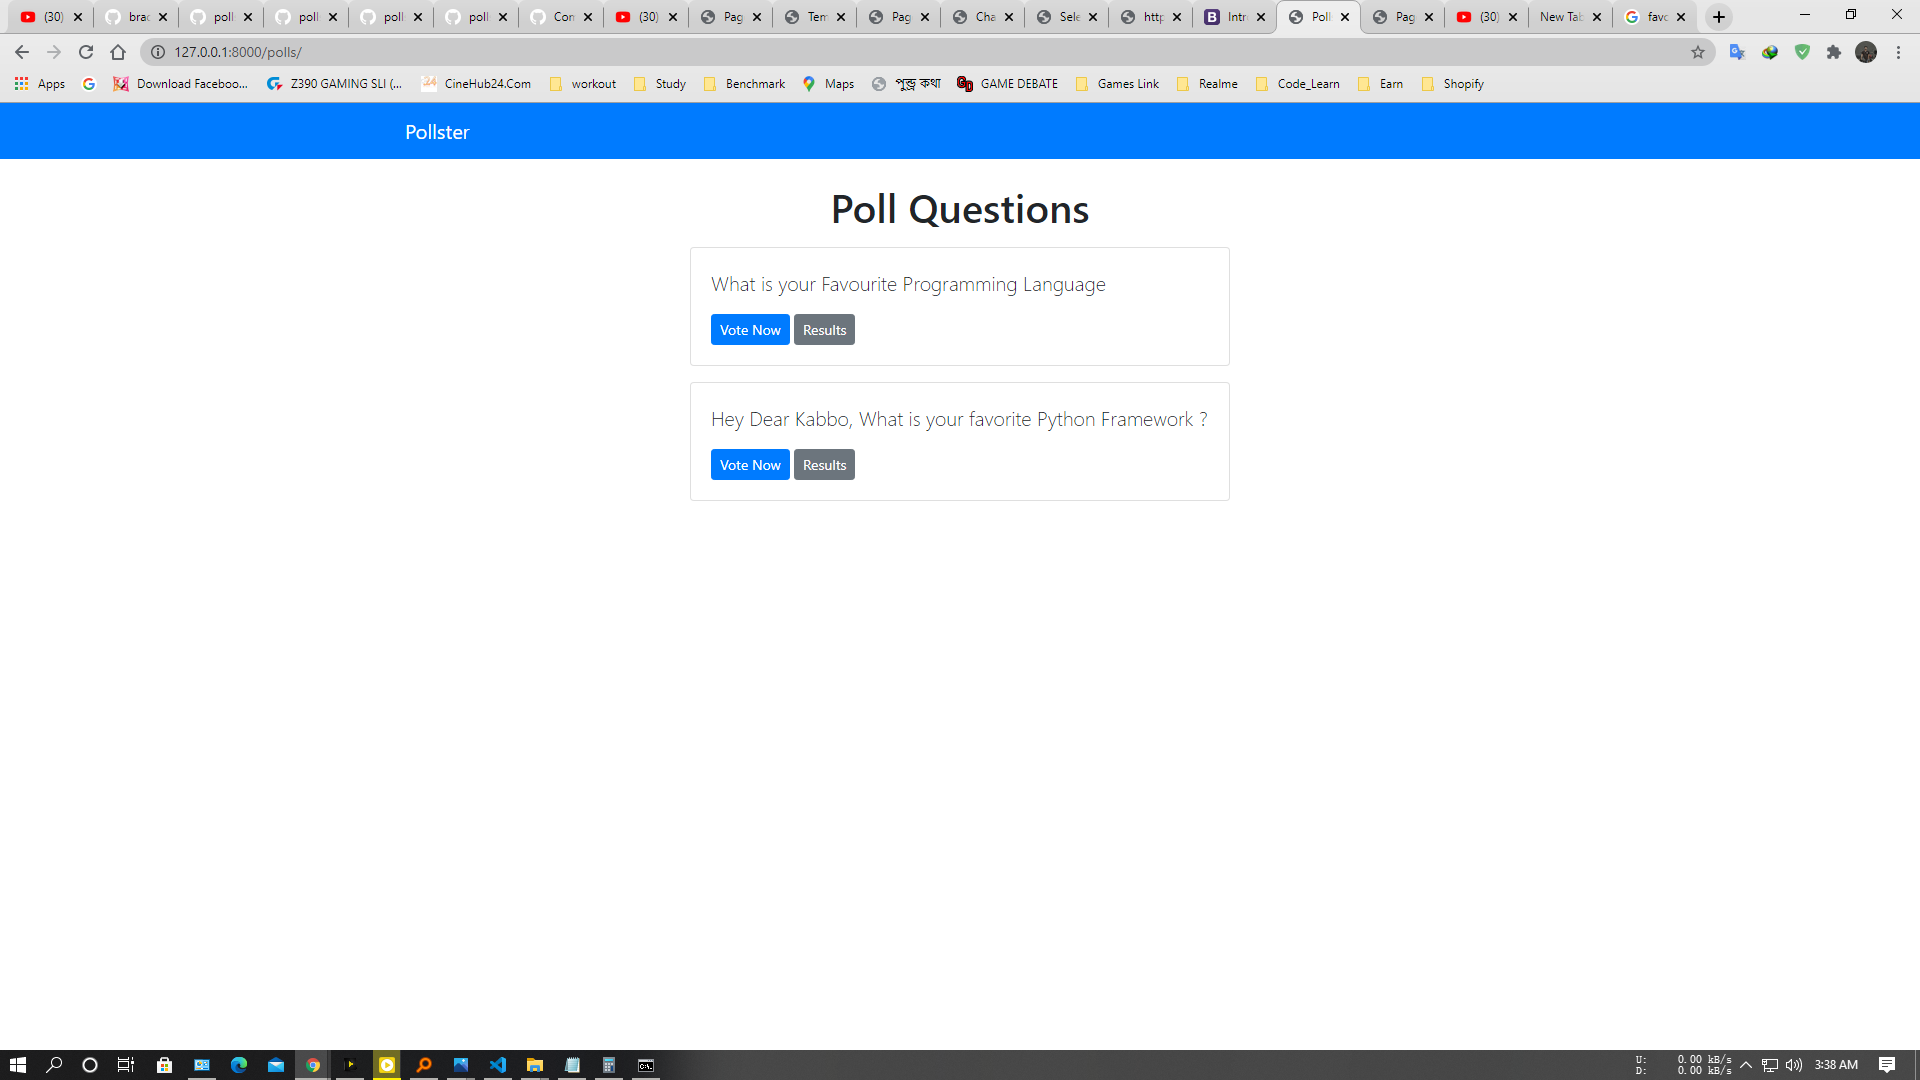 (30) brac poll poll poll poll Con (30) Pag Tem Pag Cha Sele http Intr Poll Pag (30) New Tab favo
127.0.0.1:8000/polls/
Apps Download Faceboo... Z390 GAMING SLI (... CineHub24.Com workout Study Benchmark Maps পুন্ড্র কথা GAME DEBATE Games Link Realme Code_Learn Earn Shopify
Pollster
Poll Questions
What is your Favourite Programming Language
Vote Now Results
Hey Dear Kabbo, What is your favorite Python Framework ?
Vote Now Results
U: 0.00 kB/s
D: 0.00 kB/s
3:38 AM